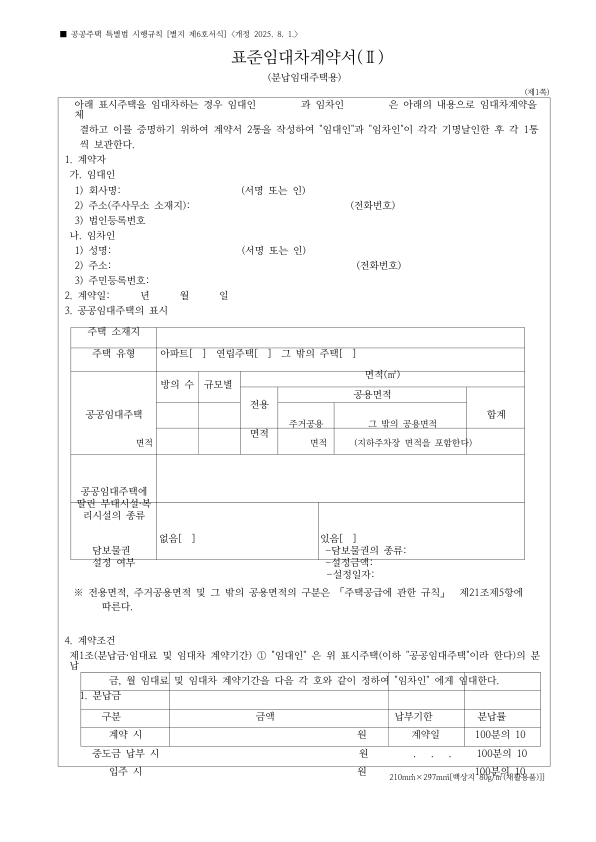 ■ 공공주택 특별법 시행규칙 [별지 제6호서식] 〈개정 2025. 8. 1.〉
표준임대차계약서(Ⅱ)
(분납임대주택용)
(제1쪽)
아래 표시주택을 임대차하는 경우 임대인 과 임차인 은 아래의 내용으로 임대차계약을
체
결하고 이를 증명하기 위하여 계약서 2통을 작성하여 "임대인"과 "임차인"이 각각 기명날인한 후 각 1통
씩 보관한다.
1. 계약자
가. 임대인
1) 회사명: (서명 또는 인)
2) 주소(주사무소 소재지): (전화번호)
3) 법인등록번호
나. 임차인
1) 성명: (서명 또는 인)
2) 주소: (전화번호)
3) 주민등록번호:
2. 계약일: 년 월 일
3. 공공임대주택의 표시
주택 소재지
주택 유형 아파트[ ] 연립주택[ ] 그 밖의 주택[ ]
면적(㎡)
방의 수 규모별
공용면적
전용
공공임대주택 합계
주거공용 그 밖의 공용면적
면적
면적 면적 (지하주차장 면적을 포함한다)
공공임대주택에
딸린 부대시설·복
리시설의 종류
없음[ ] 있음[ ]
담보물권 -담보물권의 종류:
설정 여부 -설정금액:
-설정일자:
※ 전용면적, 주거공용면적 및 그 밖의 공용면적의 구분은 「주택공급에 관한 규칙」 제21조제5항에
따른다.
4. 계약조건
제1조(분납금·임대료 및 임대차 계약기간) ① "임대인" 은 위 표시주택(이하 "공공임대주택"이라 한다)의 분
납
금, 월 임대료 및 임대차 계약기간을 다음 각 호와 같이 정하여 "임차인" 에게 임대한다.
1. 분납금
구분 금액 납부기한 분납률
계약 시 원 계약일 100분의 10
중도금 납부 시 원 . . . 100분의 10
입주 시 원 100분의 10
210㎜×297㎜[백상지 80g/㎡(재활용품)]